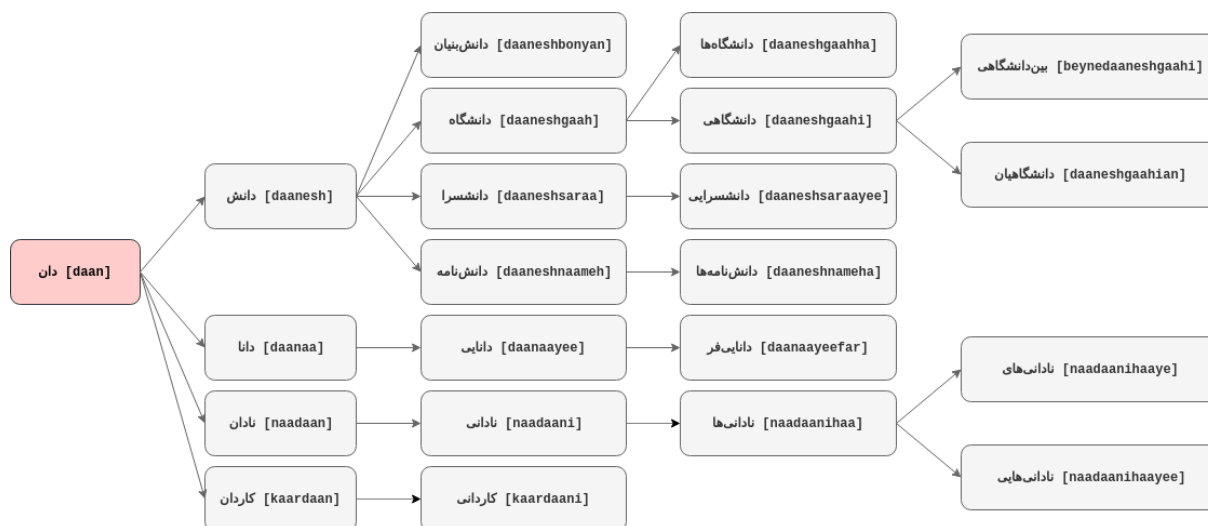 دانش‌بنیان [daaneshbonyan]
دانشگاه‌ها [daaneshgaahha]
بین‌دانشگاهی [beynedaaneshgaahi]
دانشگاه [daaneshgaah]
دانشگاهی [daaneshgaahi]
دانشگاهیان [daaneshgaahian]
دانش [daanesh]
دانشسرا [daaneshsaraa]
دانشسرایی [daaneshsaraayee]
دان [daan]
دانش‌نامه [daaneshnaameh]
دانش‌نامه‌ها [daaneshnameha]
دانا [daanaa]
دانایی [daanaayee]
دانایی‌فر [daanaayeefar]
نادانی‌های [naadaanihaaye]
نادان [naadaan]
نادانی [naadaani]
نادانی‌ها [naadaanihaa]
نادانی‌هایی [naadaanihaayee]
کاردان [kaardaan]
کاردانی [kaardaani]